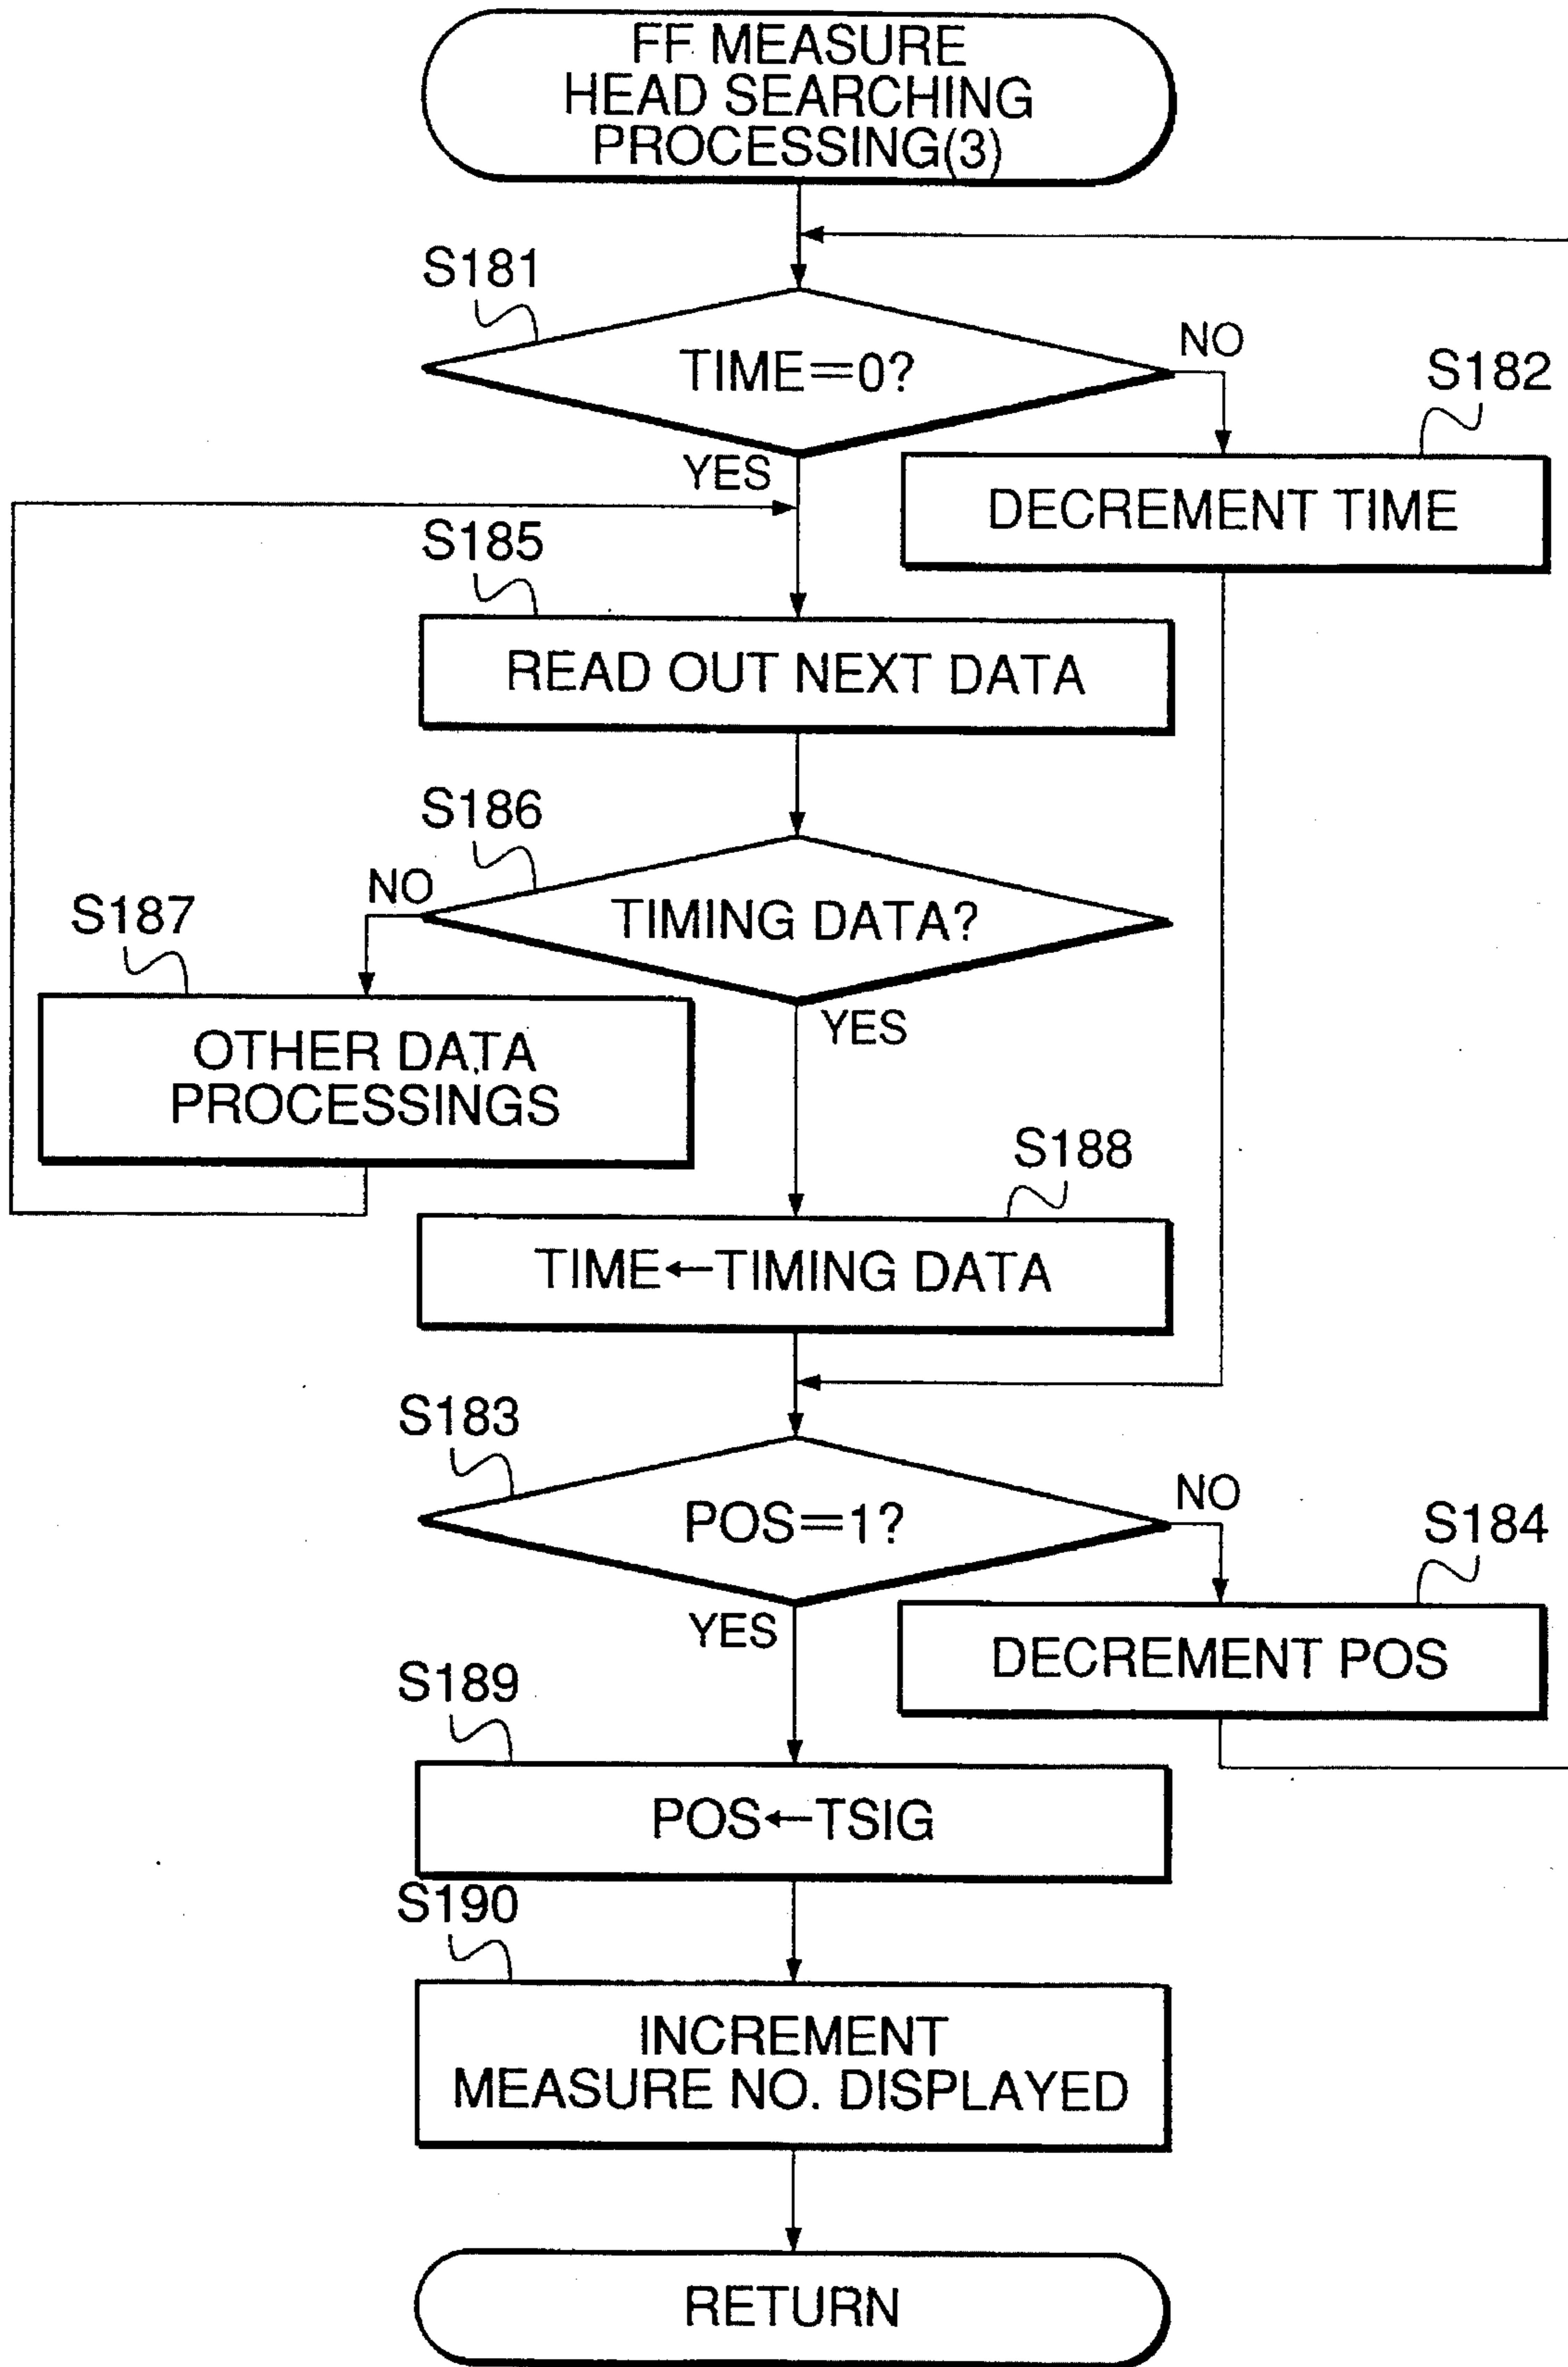 FF MEASURE
HEAD SEARCHING
PROCESSING(3)
S181
TIME=0?
NO
S182
YES
DECREMENT TIME
S185
READ OUT NEXT DATA
S186
NO
TIMING DATA?
S187
YES
OTHER DATA
PROCESSINGS
S188
TIME←TIMING DATA
S183
POS=1?
NO
S184
YES
DECREMENT POS
S189
POS←TSIG
S190
INCREMENT
MEASURE NO. DISPLAYED
RETURN